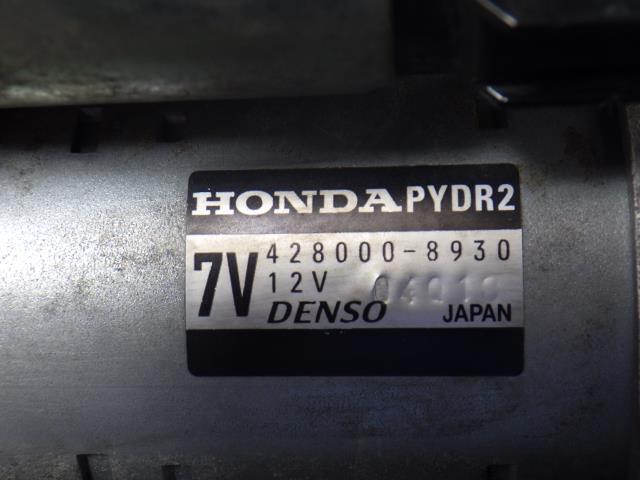 HONDA PYDR2
7V 428000-8930
12V
DENSO JAPAN